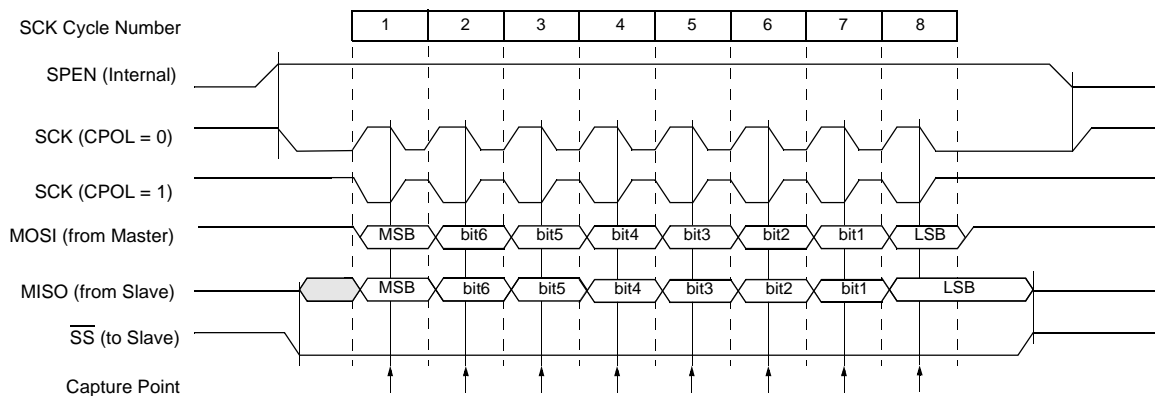 SCK Cycle Number 1 2 3 4 5 6 7 8
SPEN (Internal)
SCK (CPOL = 0)
SCK (CPOL = 1)
MOSI (from Master) MSB bit6 bit5 bit4 bit3 bit2 bit1 LSB
MISO (from Slave) MSB bit6 bit5 bit4 bit3 bit2 bit1 LSB
SS (to Slave)
Capture Point